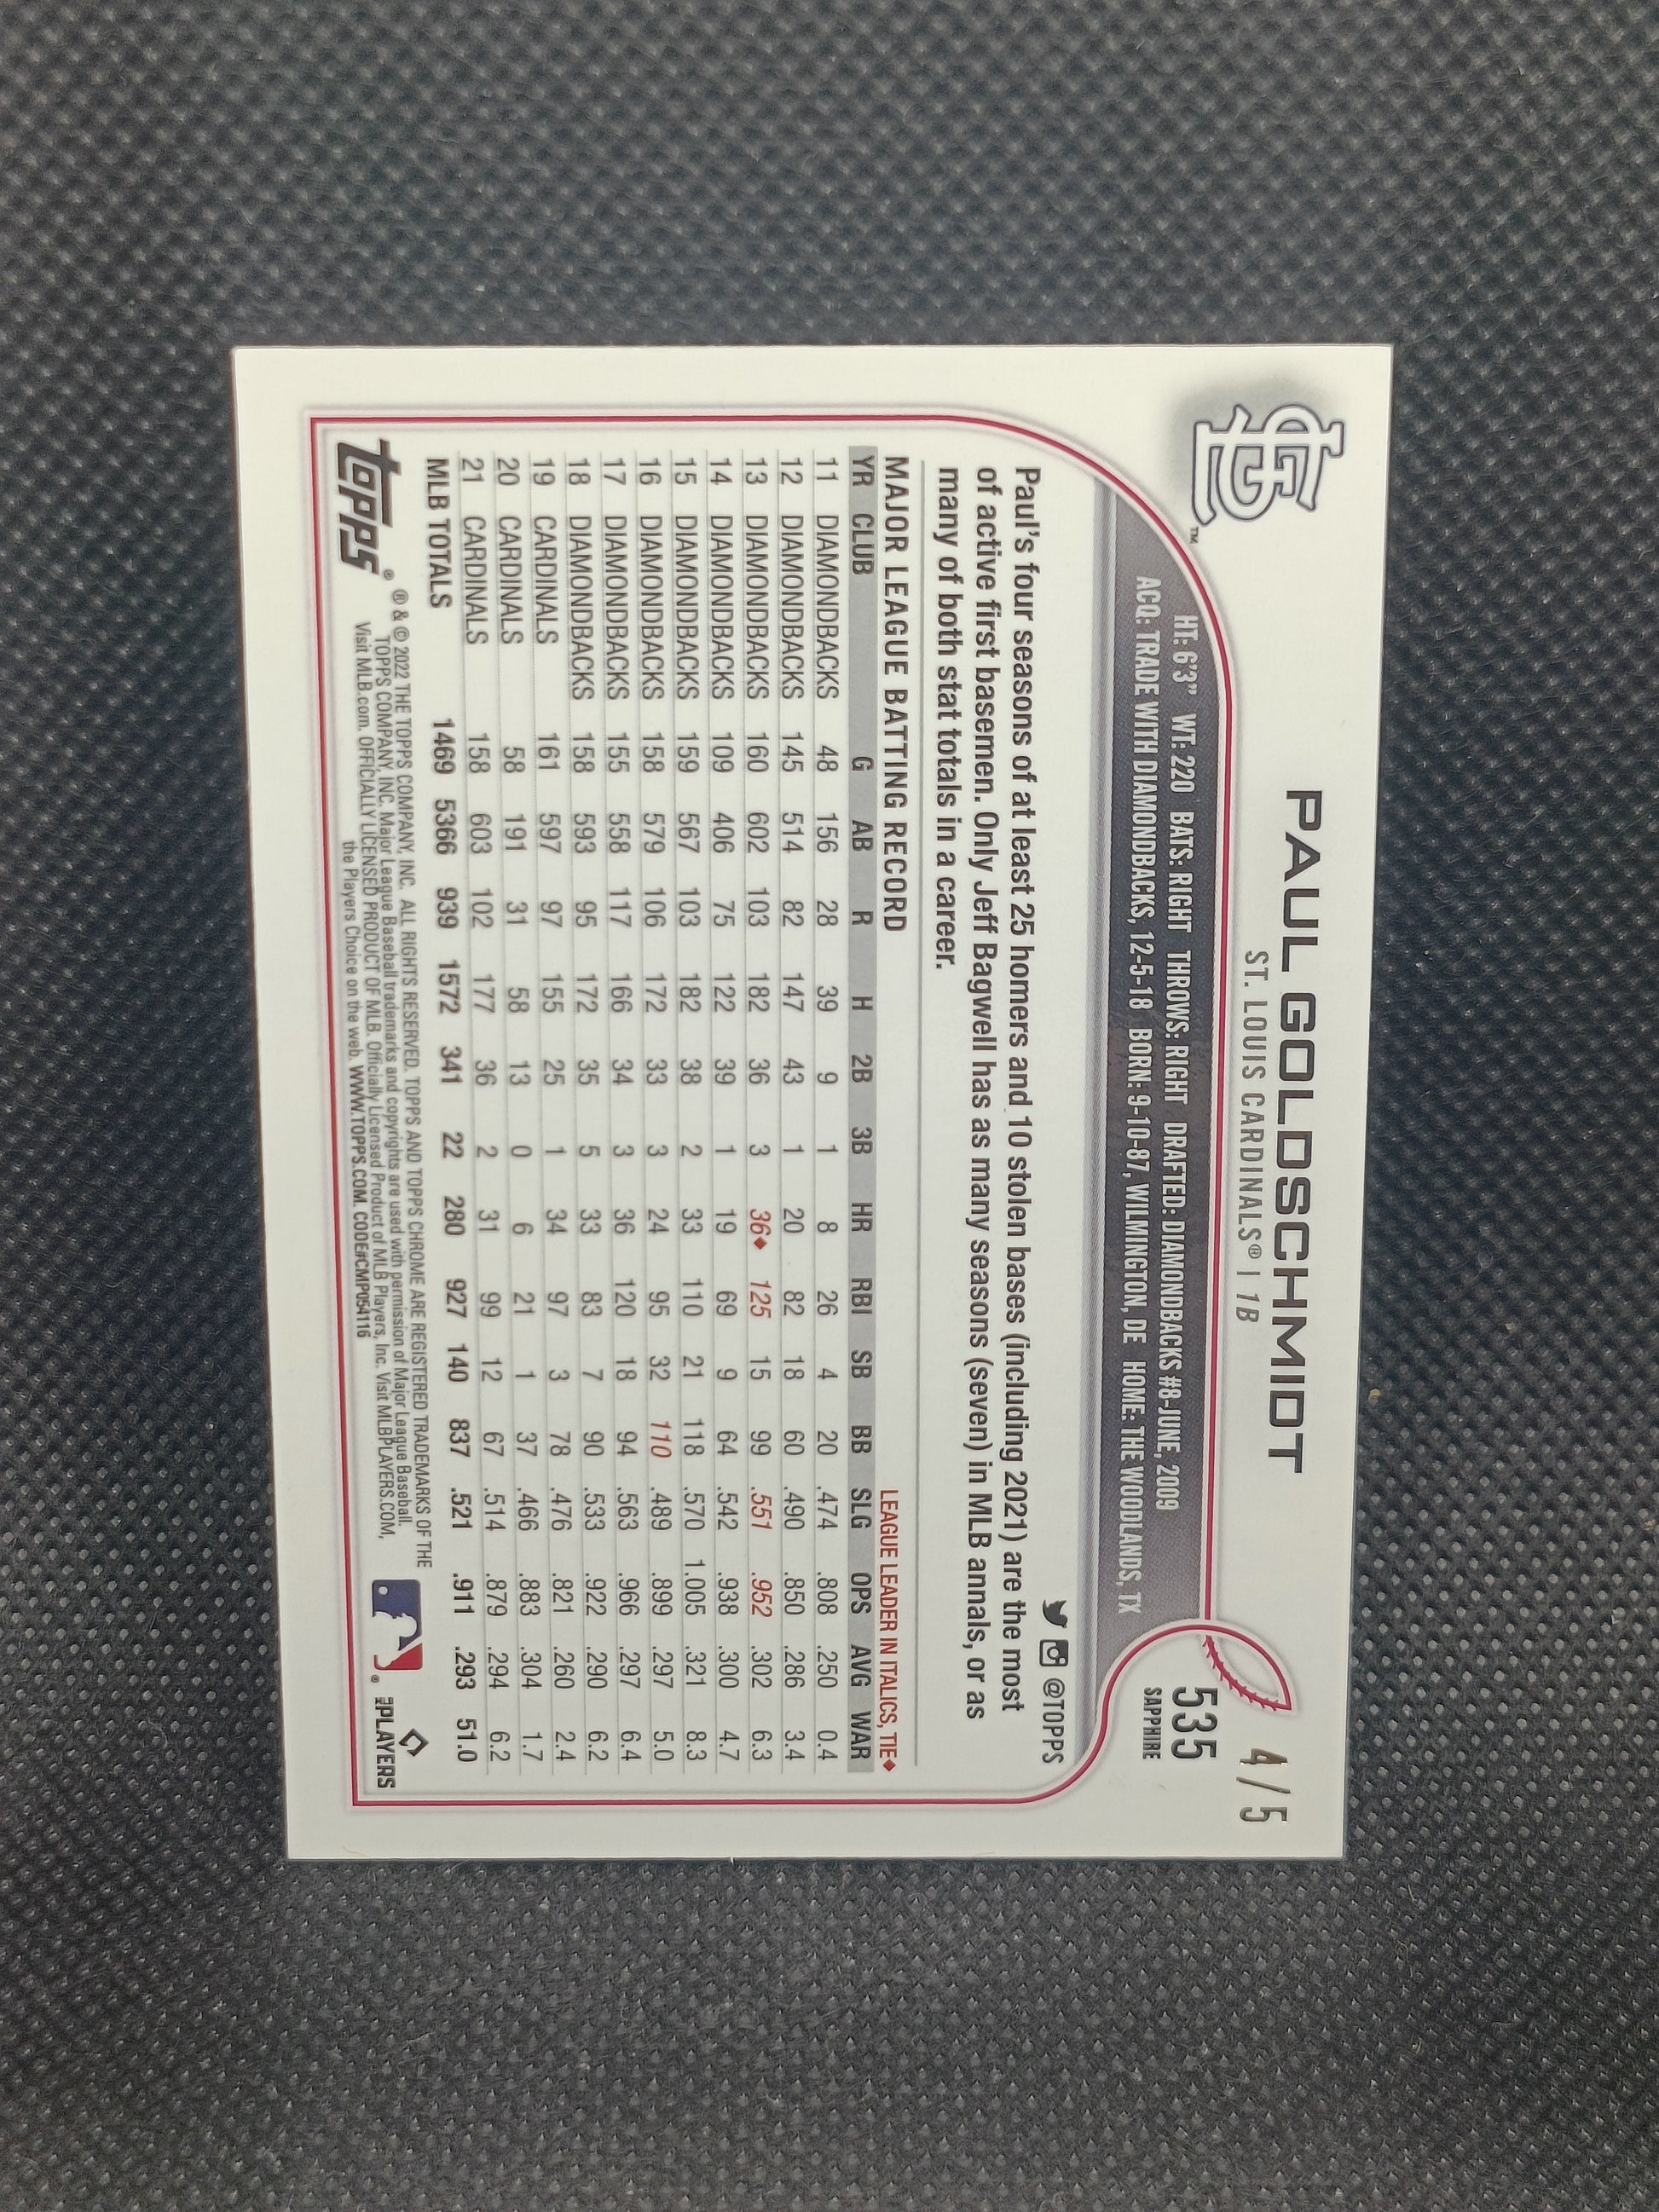 PAUL GOLDSCHMIDT
4/5
ST. LOUIS CARDINALS® | 1B
535
SAPPHIRE
STL™
HT: 6'3" WT: 220 BATS: RIGHT THROWS: RIGHT DRAFTED: DIAMONDBACKS #8-JUNE, 2009
ACQ: TRADE WITH DIAMONDBACKS, 12-5-18 BORN: 9-10-87, WILMINGTON, DE HOME: THE WOODLANDS, TX
@TOPPS
Paul's four seasons of at least 25 homers and 10 stolen bases (including 2021) are the most
of active first basemen. Only Jeff Bagwell has as many seasons (seven) in MLB annals, or as
many of both stat totals in a career.
MAJOR LEAGUE BATTING RECORD LEAGUE LEADER IN ITALICS, TIE◆
YR CLUB G AB R H 2B 3B HR RBI SB BB SLG OPS AVG WAR
11 DIAMONDBACKS 48 156 28 39 9 1 8 26 4 20 .474 .808 .250 0.4
12 DIAMONDBACKS 145 514 82 147 43 1 20 82 18 60 .490 .850 .286 3.4
13 DIAMONDBACKS 160 602 103 182 36 3 36◆ 125 15 99 .551 .952 .302 6.3
14 DIAMONDBACKS 109 406 75 122 39 1 19 69 9 64 .542 .938 .300 4.7
15 DIAMONDBACKS 159 567 103 182 38 2 33 110 21 118 .570 1.005 .321 8.3
16 DIAMONDBACKS 158 579 106 172 33 3 24 95 32 110 .489 .899 .297 5.0
17 DIAMONDBACKS 155 558 117 166 34 3 36 120 18 94 .563 .966 .297 6.4
18 DIAMONDBACKS 158 593 95 172 35 5 33 83 7 90 .533 .922 .290 6.2
19 CARDINALS 161 597 97 155 25 1 34 97 3 78 .476 .821 .260 2.4
20 CARDINALS 58 191 31 58 13 0 6 21 1 37 .466 .883 .304 1.7
21 CARDINALS 158 603 102 177 36 2 31 99 12 67 .514 .879 .294 6.2
MLB TOTALS 1469 5366 939 1572 341 22 280 927 140 837 .521 .911 .293 51.0
topps®
® & © 2022 THE TOPPS COMPANY, INC. ALL RIGHTS RESERVED. TOPPS AND TOPPS CHROME ARE REGISTERED TRADEMARKS OF THE
TOPPS COMPANY, INC. Major League Baseball trademarks and copyrights are used with permission of Major League Baseball.
Visit MLB.com. OFFICIALLY LICENSED PRODUCT OF MLB. Officially Licensed Product of MLB Players, Inc. Visit MLBPLAYERS.COM,
the Players Choice on the web. WWW.TOPPS.COM. CODE#CMP054116
®
PLAYERS